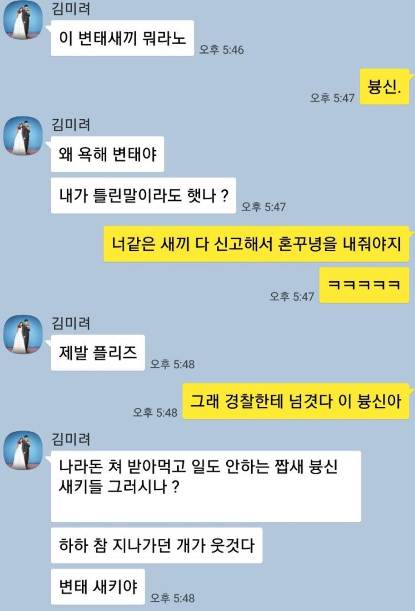 김미려
이 변태새끼 뭐라노
오후 5:46
븅신.
오후 5:47
김미려
왜 욕해 변태야
내가 틀린말이라도 햇나 ?
오후 5:47
너같은 새끼 다 신고해서 혼꾸녕을 내줘야지
ㅋㅋㅋㅋㅋ
오후 5:47
김미려
제발 플리즈
오후 5:48
그래 경찰한테 넘겻다 이 븅신아
오후 5:48
김미려
나라돈 쳐 받아먹고 일도 안하는 짭새 븅신
새키들 그러시나 ?
하하 참 지나가던 개가 웃것다
변태 새키야
오후 5:48